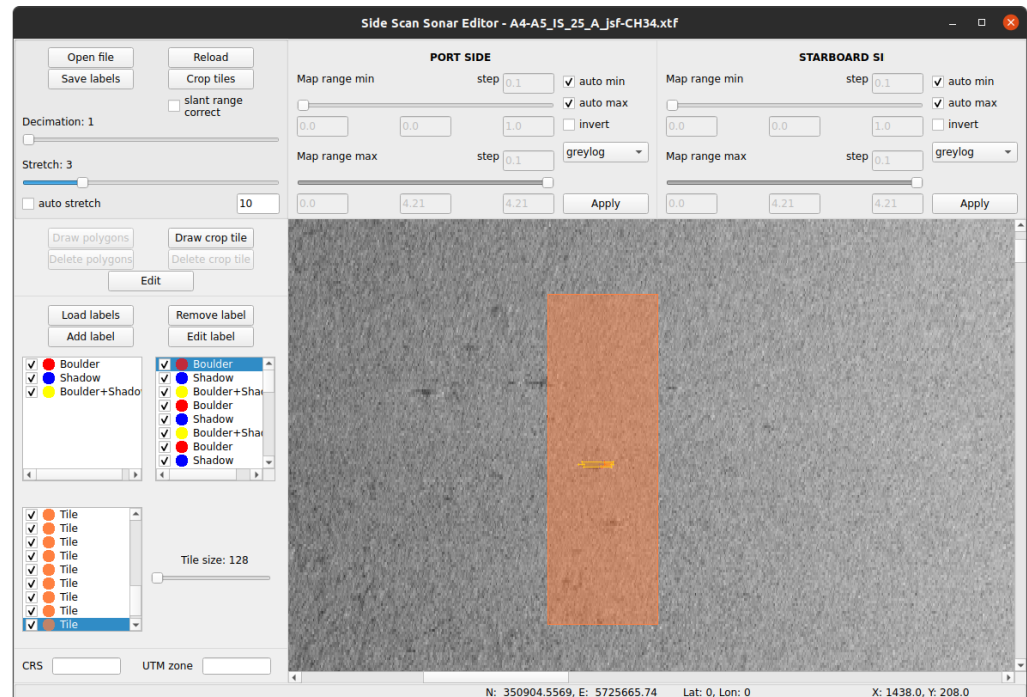 Side Scan Sonar Editor - A4-A5_IS_25_A_jsf-CH34.xtf
Open file
Reload
Save labels
Crop tiles
slant range
correct
Decimation: 1
Stretch: 3
auto stretch
10
PORT SIDE
Map range min
step
0.1
auto min
auto max
0.0
0.0
1.0
invert
Map range max
step
0.1
greylog
0.0
4.21
4.21
Apply
STARBOARD SI
Map range min
step
0.1
auto min
auto max
0.0
0.0
1.0
invert
Map range max
step
0.1
greylog
0.0
4.21
4.21
Apply
Draw polygons
Draw crop tile
Delete polygons
Delete crop tile
Edit
Load labels
Remove label
Add label
Edit label
Boulder
Shadow
Boulder+Shado
Boulder
Shadow
Boulder+Shad
Boulder
Shadow
Boulder+Shad
Boulder
Shadow
Tile
Tile
Tile
Tile
Tile
Tile
Tile
Tile
Tile
Tile size: 128
CRS
UTM zone
N: 350904.5569, E: 5725665.74
Lat: 0, Lon: 0
X: 1438.0, Y: 208.0